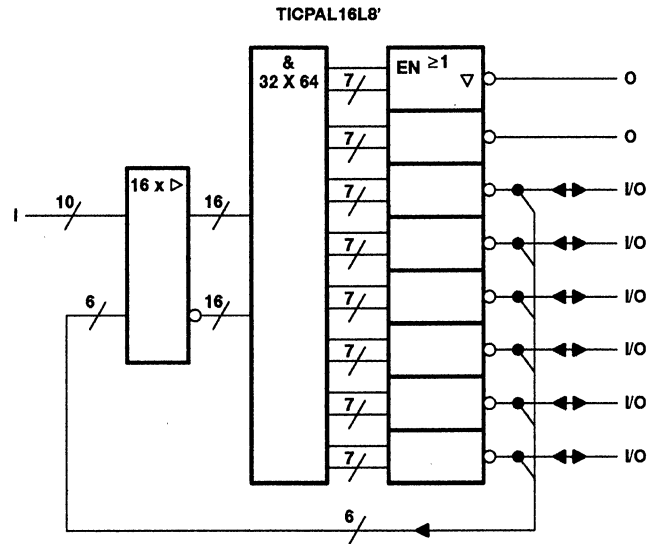 TICPAL16L8'
&
32 X 64
EN ≥1
▽
7
O
7
O
7
I/O
16 x ▷
I
10
16
7
I/O
6
16
7
I/O
7
I/O
7
I/O
7
I/O
6